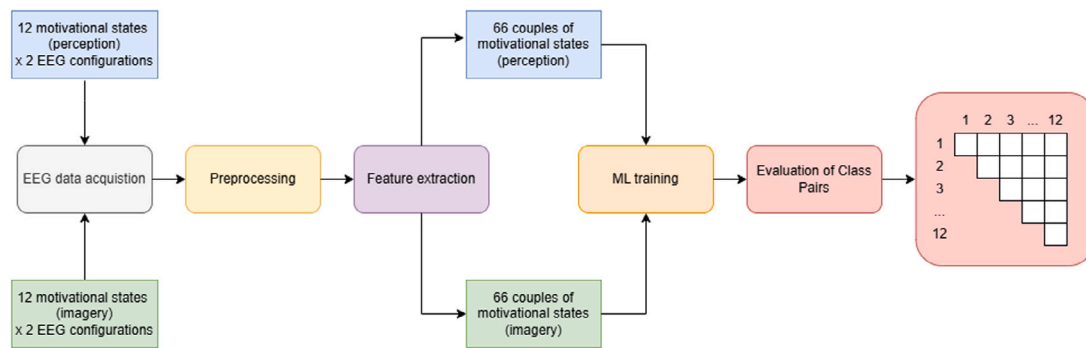 12 motivational states
(perception)
x 2 EEG configurations
66 couples of
motivational states
(perception)
EEG data acquistion
Preprocessing
Feature extraction
ML training
Evaluation of Class
Pairs
1 2 3 ... 12
1
2
3
...
12
12 motivational states
(imagery)
x 2 EEG configurations
66 couples of
motivational states
(imagery)